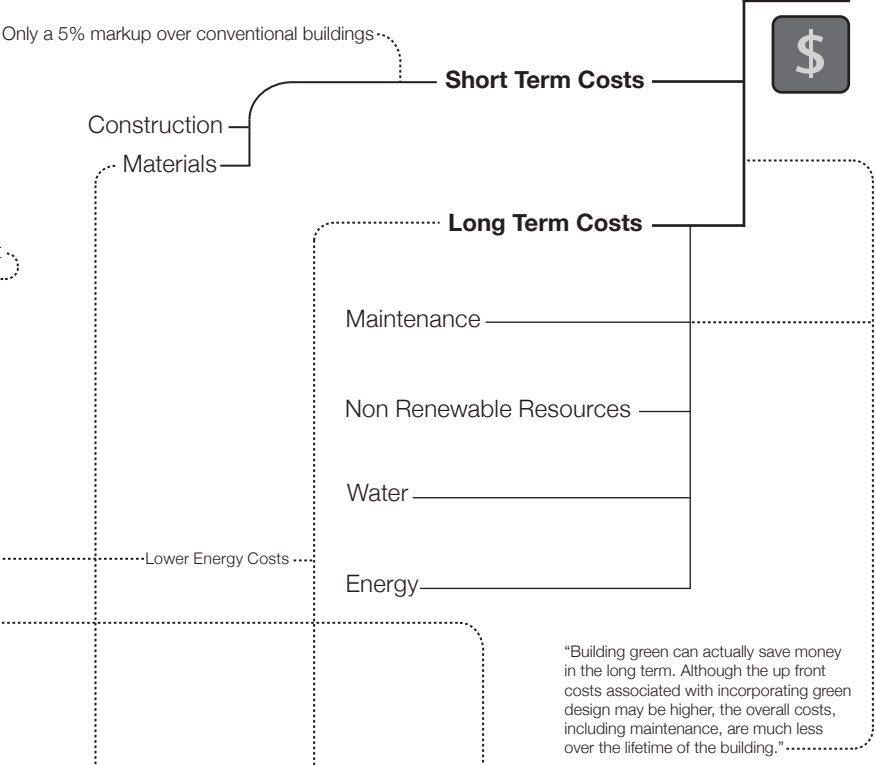 Only a 5% markup over conventional buildings
$
Short Term Costs
Construction
Materials
Long Term Costs
Maintenance
Non Renewable Resources
Water
Lower Energy Costs
Energy
“Building green can actually save money
in the long term. Although the up front
costs associated with incorporating green
design may be higher, the overall costs,
including maintenance, are much less
over the lifetime of the building.”